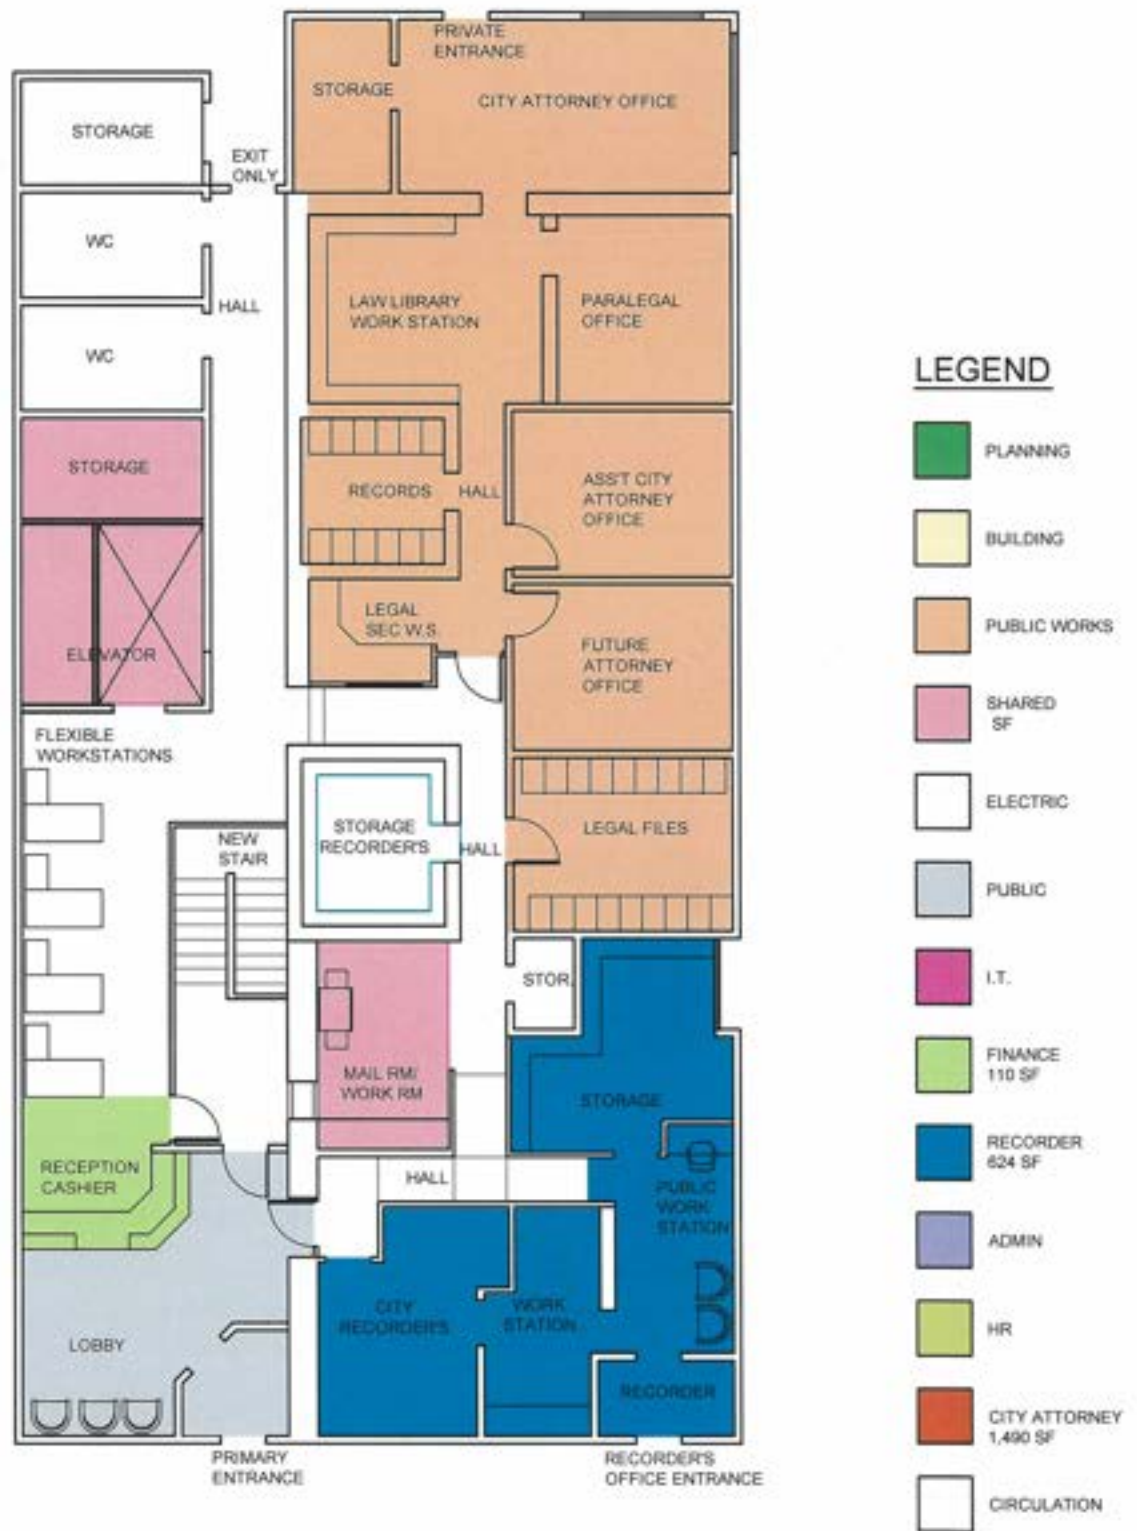 PRIVATE
ENTRANCE
STORAGE
CITY ATTORNEY OFFICE
STORAGE
EXIT
ONLY
WC
HALL
LAW LIBRARY
WORK STATION
PARALEGAL
OFFICE
WC
STORAGE
RECORDS
HALL
ASS'T CITY
ATTORNEY
OFFICE
LEGAL
SEC W.S.
ELEVATOR
FUTURE
ATTORNEY
OFFICE
FLEXIBLE
WORKSTATIONS
NEW
STAIR
STORAGE
RECORDER'S
HALL
LEGAL FILES
STOR.
MAIL RM/
WORK RM
STORAGE
RECEPTION
CASHIER
HALL
PUBLIC
WORK
STATION
CITY
RECORDER'S
WORK
STATION
LOBBY
RECORDER
PRIMARY
ENTRANCE
RECORDER'S
OFFICE ENTRANCE
LEGEND
PLANNING
BUILDING
PUBLIC WORKS
SHARED
SF
ELECTRIC
PUBLIC
I.T.
FINANCE
110 SF
RECORDER
624 SF
ADMIN
HR
CITY ATTORNEY
1,490 SF
CIRCULATION